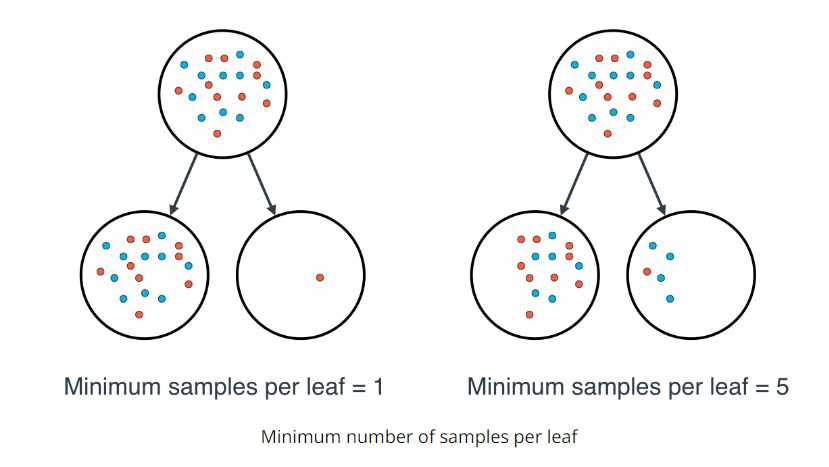 Minimum samples per leaf = 1
Minimum samples per leaf = 5
Minimum number of samples per leaf